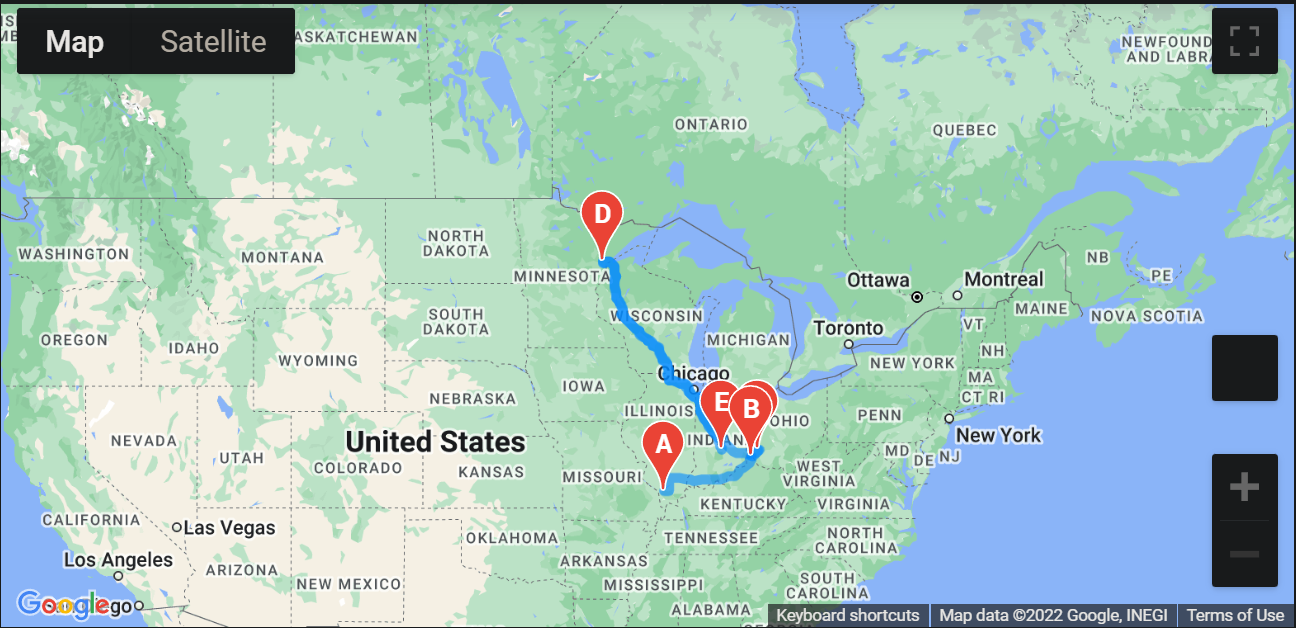 Map
Satellite
ASKATCHEWAN
NEWFOUND
AND LABRA
ONTARIO
QUEBEC
D
WASHINGTON
MONTANA
NORTH
DAKOTA
MINNESOTA
Ottawa
Montreal
NB
PE
MAINE
NOVA SCOTIA
OREGON
IDAHO
SOUTH
DAKOTA
WISCONSIN
MICHIGAN
Toronto
VT
NH
WYOMING
NEW YORK
MA
CT RI
Chicago
NEBRASKA
IOWA
ILLINOIS
E
B
OHIO
PENN
NEVADA
UTAH
United States
COLORADO
KANSAS
A
INDIAN
New York
MD
DE
NJ
MISSOURI
WEST
VIRGINIA
KENTUCKY
VIRGINIA
CALIFORNIA
Las Vegas
Los Angeles
ARIZONA
NEW MEXICO
OKLAHOMA
TENNESSEE
NORTH
CAROLINA
ARKANSAS
MISSISSIPPI
SOUTH
CAROLINA
ALABAMA
Google
Keyboard shortcuts
Map data ©2022 Google, INEGI
Terms of Use